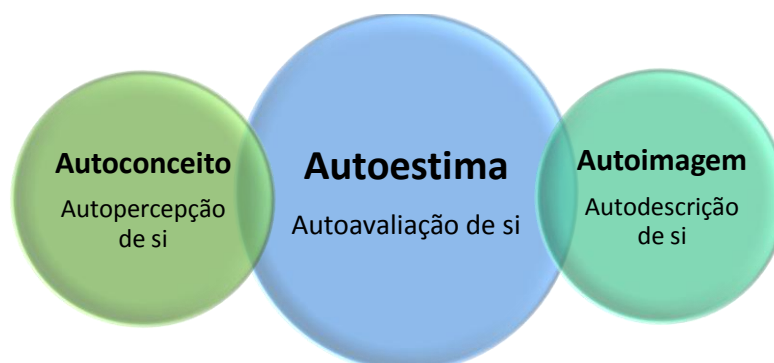 Autoconceito
Autopercepção
de si
Autoestima
Autoavaliação de si
Autoimagem
Autodescrição
de si